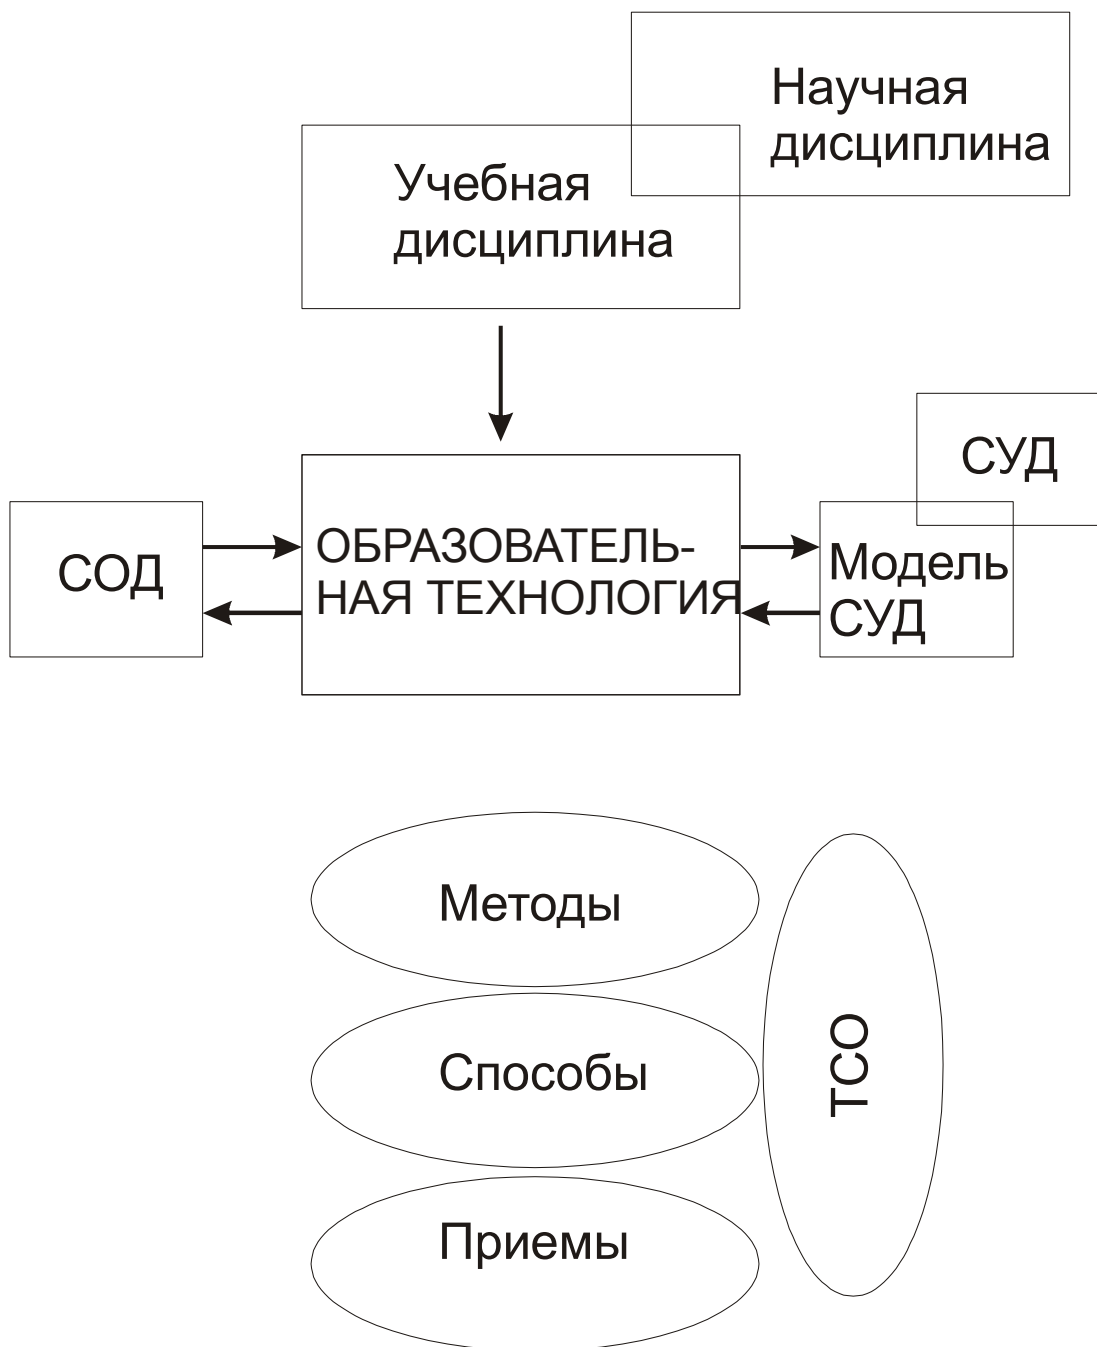 Научная
дисциплина
Учебная
дисциплина
СУД
СОД
ОБРАЗОВАТЕЛЬ-
НАЯ ТЕХНОЛОГИЯ
Модель
СУД
Методы
Способы
Приемы
ТСО